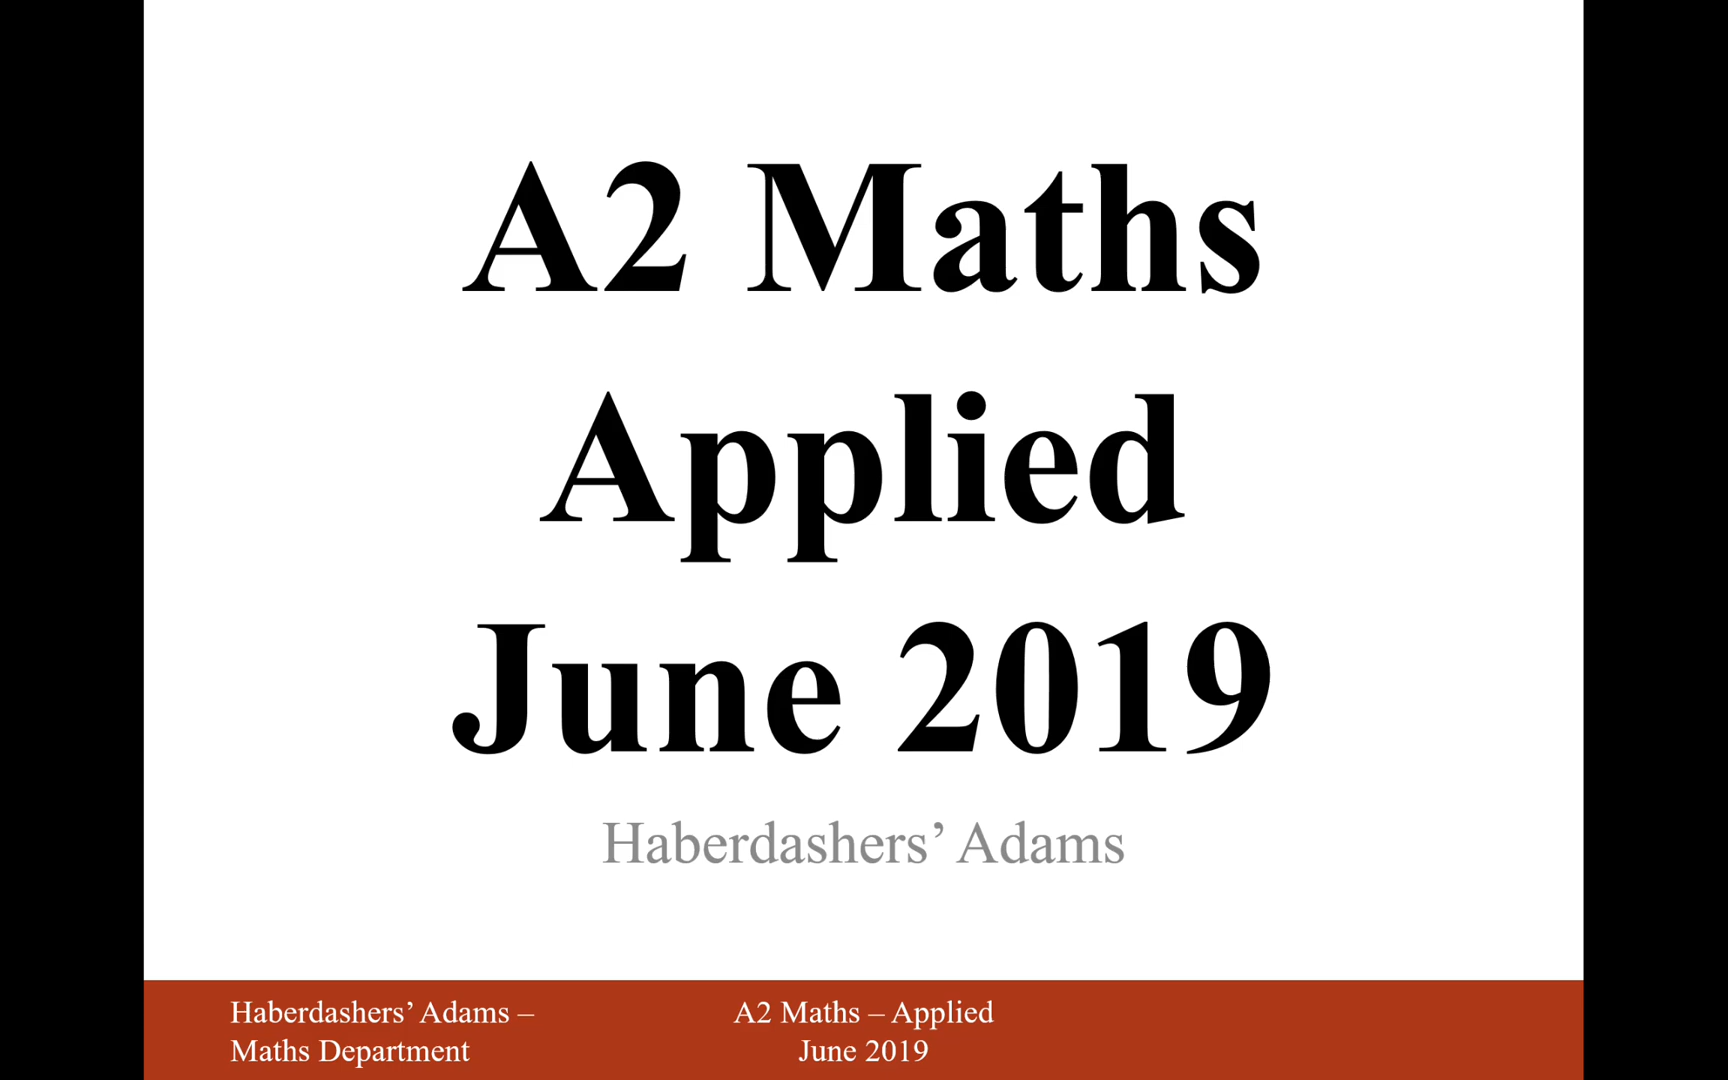 A2 Maths
Applied
June 2019
Haberdashers’ Adams
Haberdashers’ Adams –
Maths Department
A2 Maths – Applied
June 2019